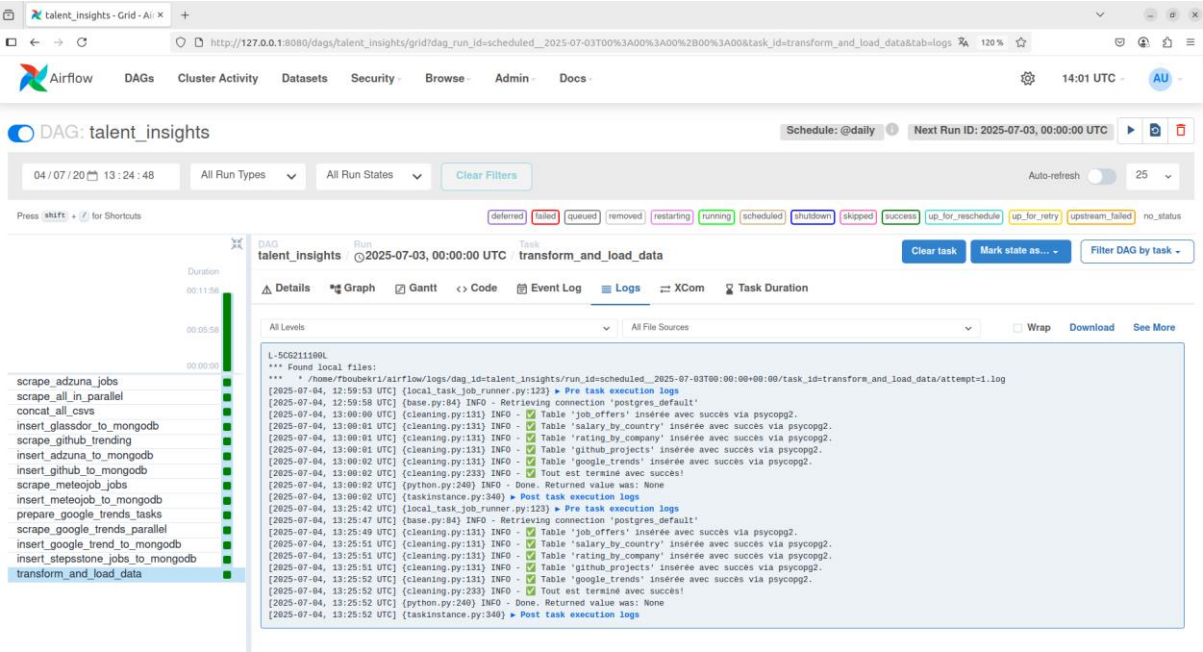 talent_insights - Grid - Air
http://127.0.0.1:8080/dags/talent_insights/grid?dag_run_id=scheduled__2025-07-03T00%3A00%3A00%2B00%3A00&task_id=transform_and_load_data&tab=logs 120 %
Airflow DAGs Cluster Activity Datasets Security Browse Admin Docs 14:01 UTC AU
DAG: talent_insights Schedule: @daily Next Run ID: 2025-07-03, 00:00:00 UTC
04/07/20 13:24:48 All Run Types All Run States Clear Filters Auto-refresh 25
Press shift + / for Shortcuts deferred failed queued removed restarting running scheduled shutdown skipped success up_for_reschedule up_for_retry upstream_failed no_status
DAG Run Task
talent_insights / 2025-07-03, 00:00:00 UTC / transform_and_load_data Clear task Mark state as... Filter DAG by task
Duration
00:11:56
00:05:58
00:00:00
scrape_adzuna_jobs
scrape_all_in_parallel
concat_all_csvs
insert_glassdor_to_mongodb
scrape_github_trending
insert_adzuna_to_mongodb
insert_github_to_mongodb
scrape_meteojob_jobs
insert_meteojob_to_mongodb
prepare_google_trends_tasks
scrape_google_trends_parallel
insert_google_trend_to_mongodb
insert_stepsstone_jobs_to_mongodb
transform_and_load_data
Details Graph Gantt Code Event Log Logs XCom Task Duration
All Levels All File Sources Wrap Download See More
L-5CG211100L
*** Found local files:
*** * /home/fboubekri/airflow/logs/dag_id=talent_insights/run_id=scheduled__2025-07-03T00:00:00+00:00/task_id=transform_and_load_data/attempt=1.log
[2025-07-04, 12:59:53 UTC] {local_task_job_runner.py:123} ▶ Pre task execution logs
[2025-07-04, 12:59:58 UTC] {base.py:84} INFO - Retrieving connection 'postgres_default'
[2025-07-04, 13:00:00 UTC] {cleaning.py:131} INFO - ✅ Table 'job_offers' insérée avec succès via psycopg2.
[2025-07-04, 13:00:01 UTC] {cleaning.py:131} INFO - ✅ Table 'salary_by_country' insérée avec succès via psycopg2.
[2025-07-04, 13:00:01 UTC] {cleaning.py:131} INFO - ✅ Table 'rating_by_company' insérée avec succès via psycopg2.
[2025-07-04, 13:00:01 UTC] {cleaning.py:131} INFO - ✅ Table 'github_projects' insérée avec succès via psycopg2.
[2025-07-04, 13:00:02 UTC] {cleaning.py:131} INFO - ✅ Table 'google_trends' insérée avec succès via psycopg2.
[2025-07-04, 13:00:02 UTC] {cleaning.py:233} INFO - ✅ Tout est terminé avec succès!
[2025-07-04, 13:00:02 UTC] {python.py:240} INFO - Done. Returned value was: None
[2025-07-04, 13:00:02 UTC] {taskinstance.py:340} ▶ Post task execution logs
[2025-07-04, 13:25:42 UTC] {local_task_job_runner.py:123} ▶ Pre task execution logs
[2025-07-04, 13:25:47 UTC] {base.py:84} INFO - Retrieving connection 'postgres_default'
[2025-07-04, 13:25:49 UTC] {cleaning.py:131} INFO - ✅ Table 'job_offers' insérée avec succès via psycopg2.
[2025-07-04, 13:25:51 UTC] {cleaning.py:131} INFO - ✅ Table 'salary_by_country' insérée avec succès via psycopg2.
[2025-07-04, 13:25:51 UTC] {cleaning.py:131} INFO - ✅ Table 'rating_by_company' insérée avec succès via psycopg2.
[2025-07-04, 13:25:51 UTC] {cleaning.py:131} INFO - ✅ Table 'github_projects' insérée avec succès via psycopg2.
[2025-07-04, 13:25:52 UTC] {cleaning.py:131} INFO - ✅ Table 'google_trends' insérée avec succès via psycopg2.
[2025-07-04, 13:25:52 UTC] {cleaning.py:233} INFO - ✅ Tout est terminé avec succès!
[2025-07-04, 13:25:52 UTC] {python.py:240} INFO - Done. Returned value was: None
[2025-07-04, 13:25:52 UTC] {taskinstance.py:340} ▶ Post task execution logs